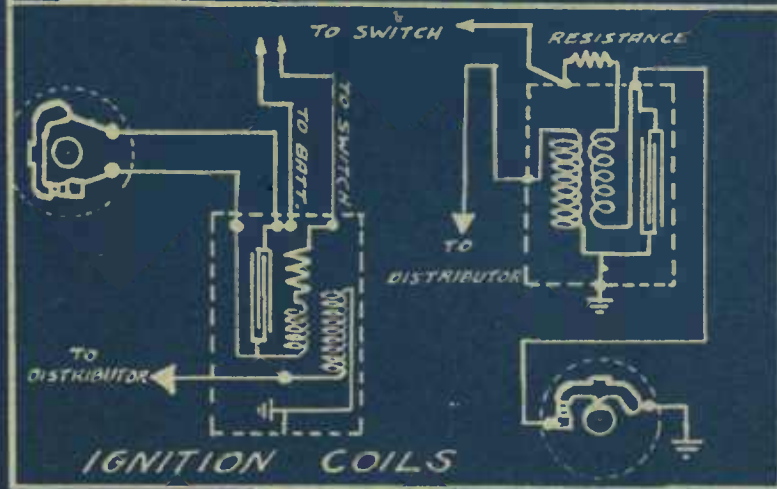 TO SWITCH
RESISTANCE
TO SWITCH
TO BATT.
TO
DISTRIBUTOR
TO
DISTRIBUTOR
IGNITION COILS